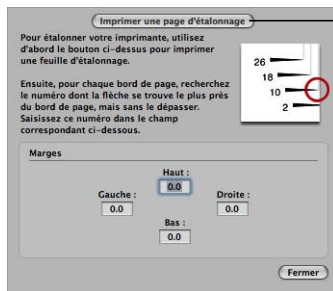 Imprimer une page d'étalonnage
Pour étalonner votre imprimante, utilisez
d'abord le bouton ci-dessus pour imprimer
une feuille d'étalonnage.
Ensuite, pour chaque bord de page, recherchez
le numéro dont la flèche se trouve le plus près
du bord de page, mais sans le dépasser.
Saisissez ce numéro dans le champ
correspondant ci-dessous.
26
18
10
2
Marges
Haut :
0.0
Gauche :
Droite :
0.0
0.0
Bas :
0.0
Fermer